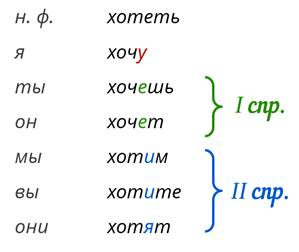 н. ф. хотеть
я хочу
ты хочешь
он хочет
I спр.
мы хотим
вы хотите
они хотят
II спр.